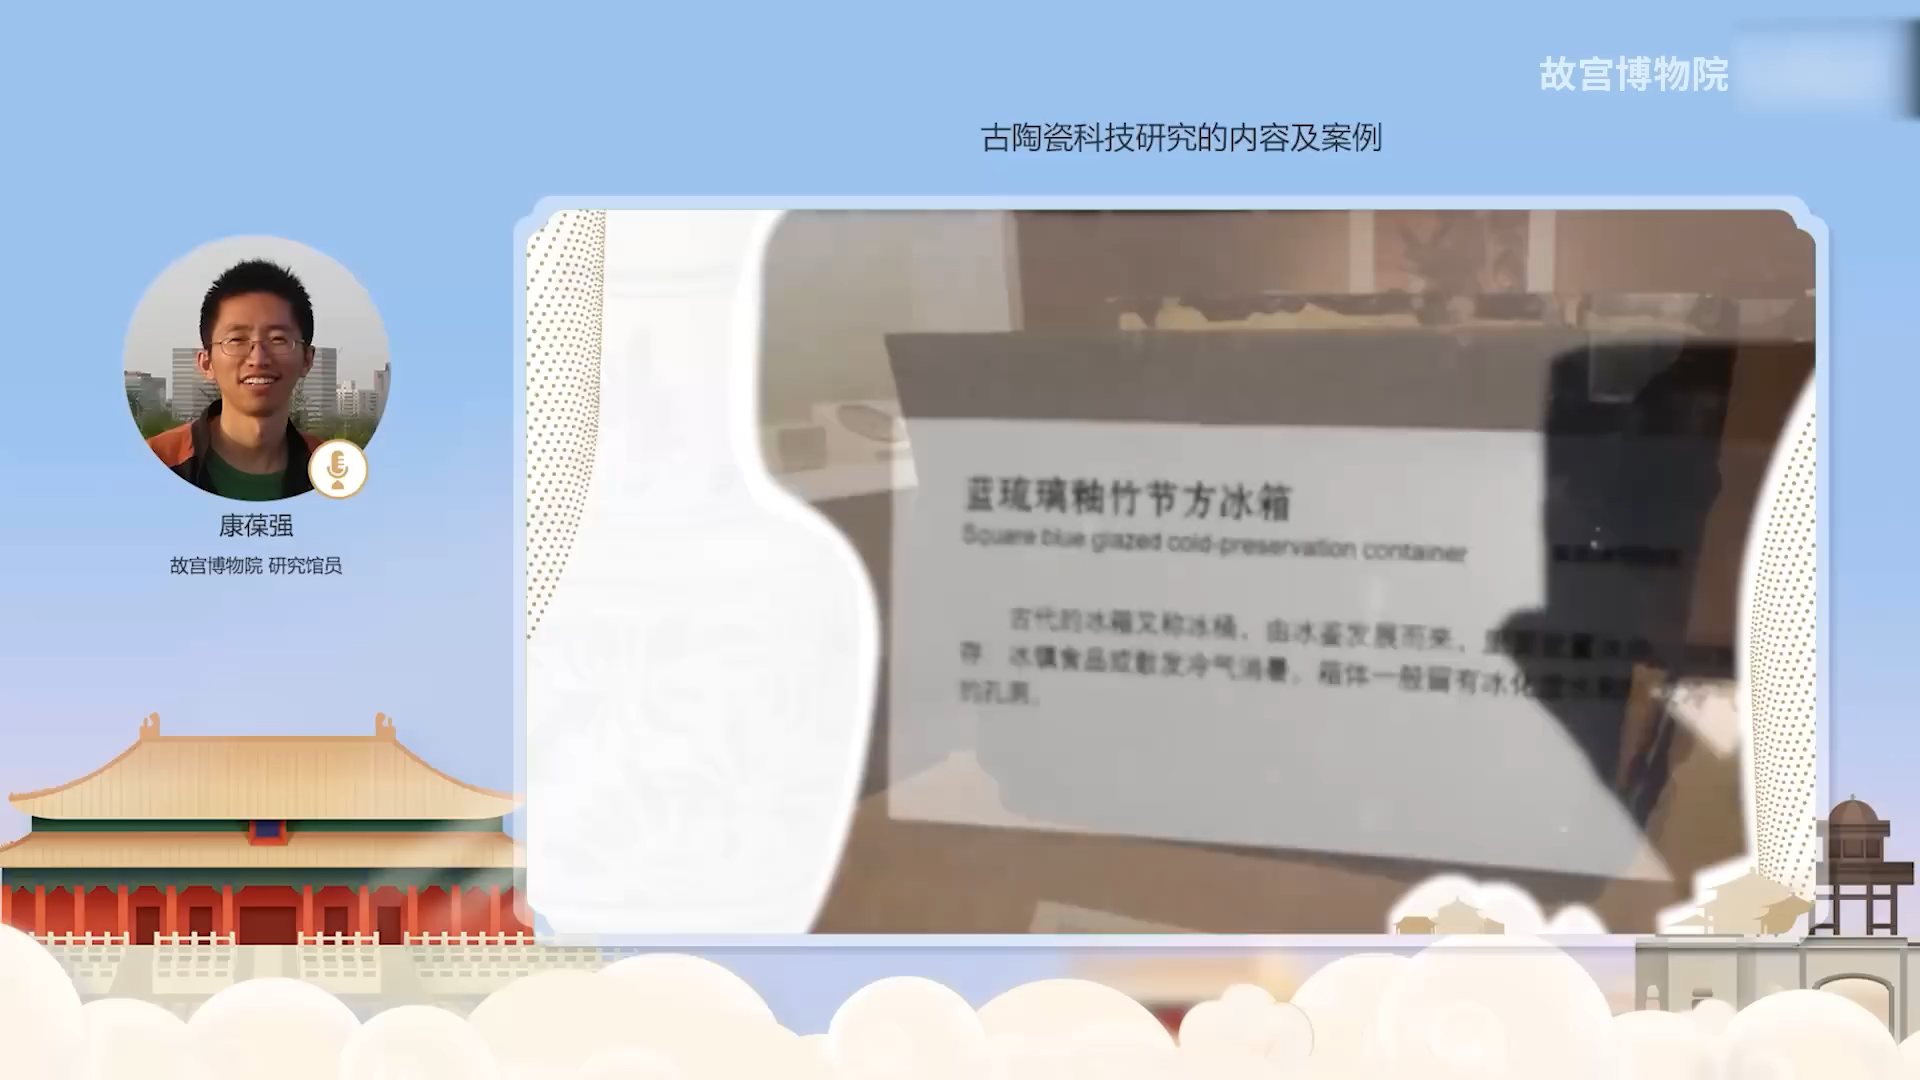 故宫博物院
古陶瓷科技研究的内容及案例
蓝琉璃釉竹节方冰箱
Square blue glazed cold-preservation container
古代的冰箱又称冰桶，由冰鉴发展而来，
存 冰镇食品或散发冷气消暑。箱体一般留有冰化
的孔洞。
康葆强
故宫博物院 研究馆员